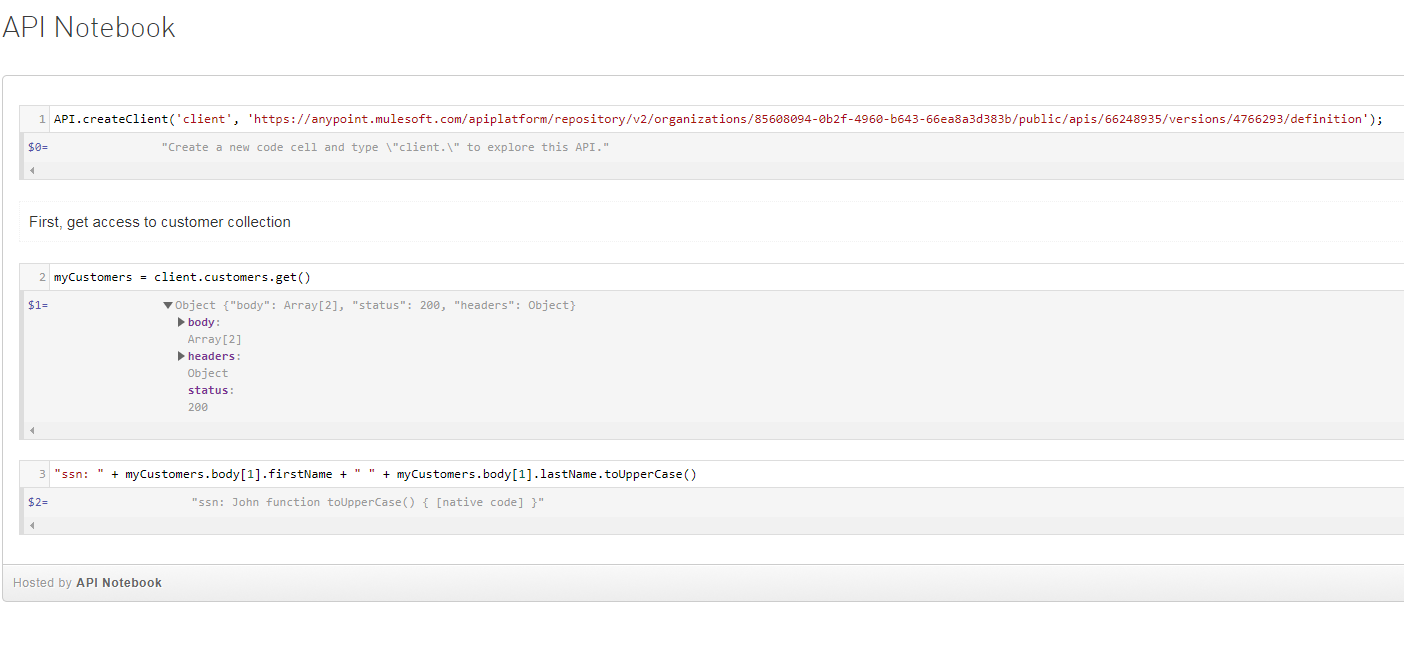 API Notebook
1 API.createClient('client', 'https://anypoint.mulesoft.com/apiplatform/repository/v2/organizations/85608094-0b2f-4960-b643-66ea8a3d383b/public/apis/66248935/versions/4766293/definition');
$0= "Create a new code cell and type \"client.\" to explore this API."
First, get access to customer collection
2 myCustomers = client.customers.get()
$1= Object {"body": Array[2], "status": 200, "headers": Object}
body:
Array[2]
headers:
Object
status:
200
3 "ssn: " + myCustomers.body[1].firstName + " " + myCustomers.body[1].lastName.toUpperCase()
$2= "ssn: John function toUpperCase() { [native code] }"
Hosted by API Notebook